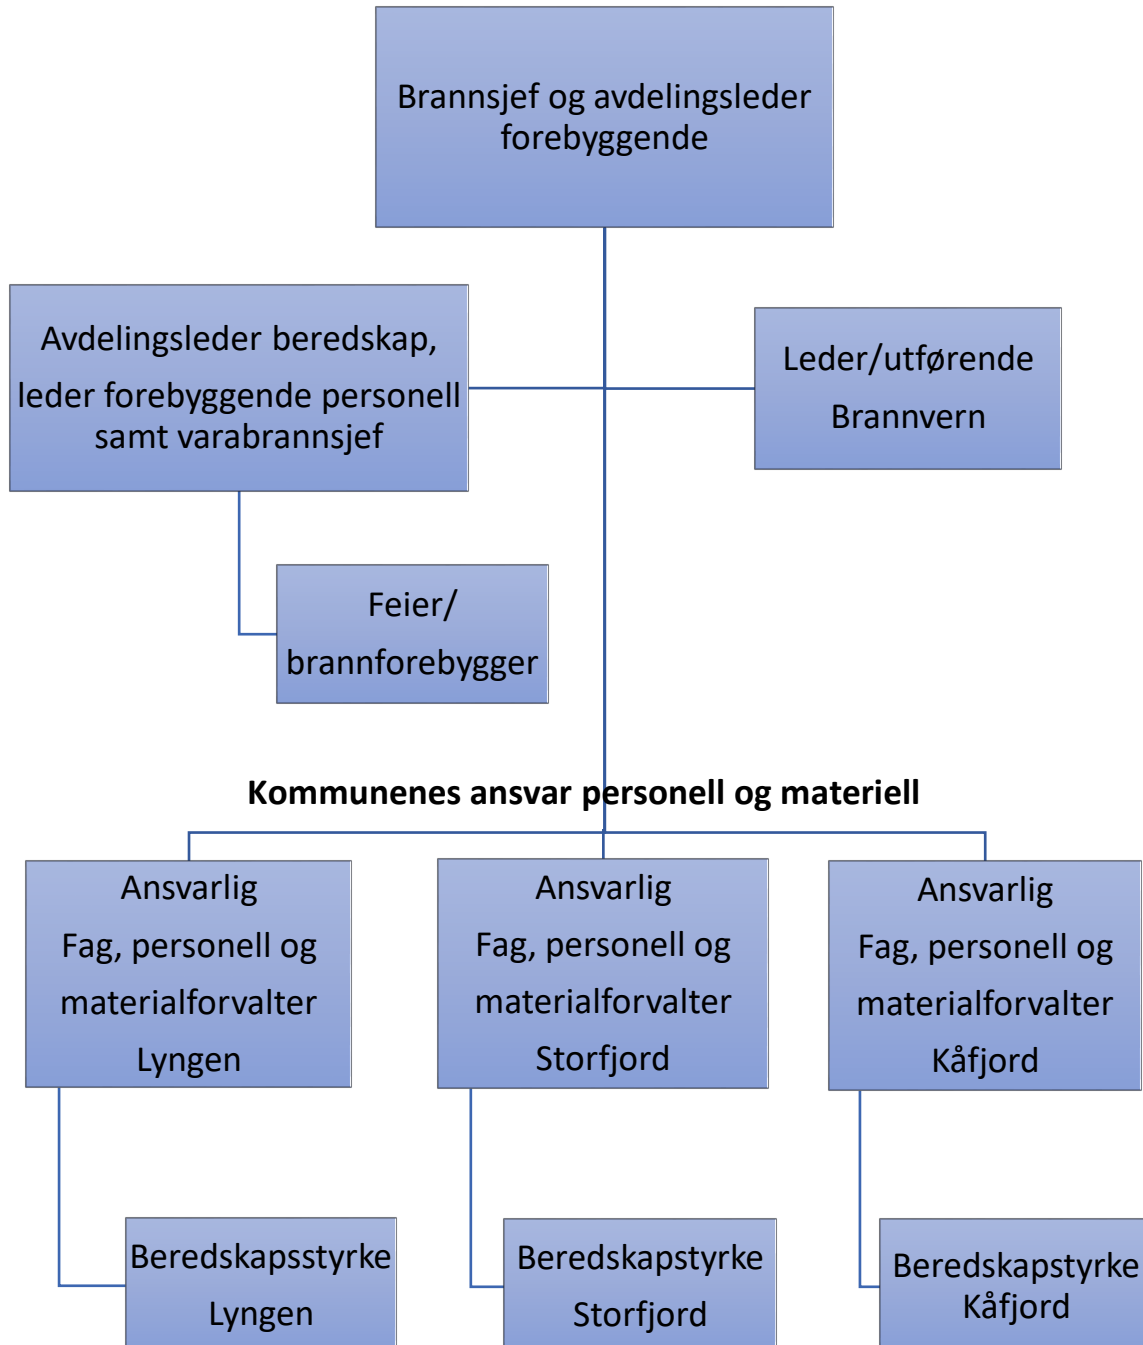 Brannsjef og avdelingsleder
forebyggende
Avdelingsleder beredskap,
leder forebyggende personell
samt varabrannsjef
Leder/utførende
Brannvern
Feier/
brannforebygger
Kommunenes ansvar personell og materiell
Ansvarlig
Fag, personell og
materialforvalter
Lyngen
Ansvarlig
Fag, personell og
materialforvalter
Storfjord
Ansvarlig
Fag, personell og
materialforvalter
Kåfjord
Beredskapsstyrke
Lyngen
Beredskapstyrke
Storfjord
Beredskapstyrke
Kåfjord